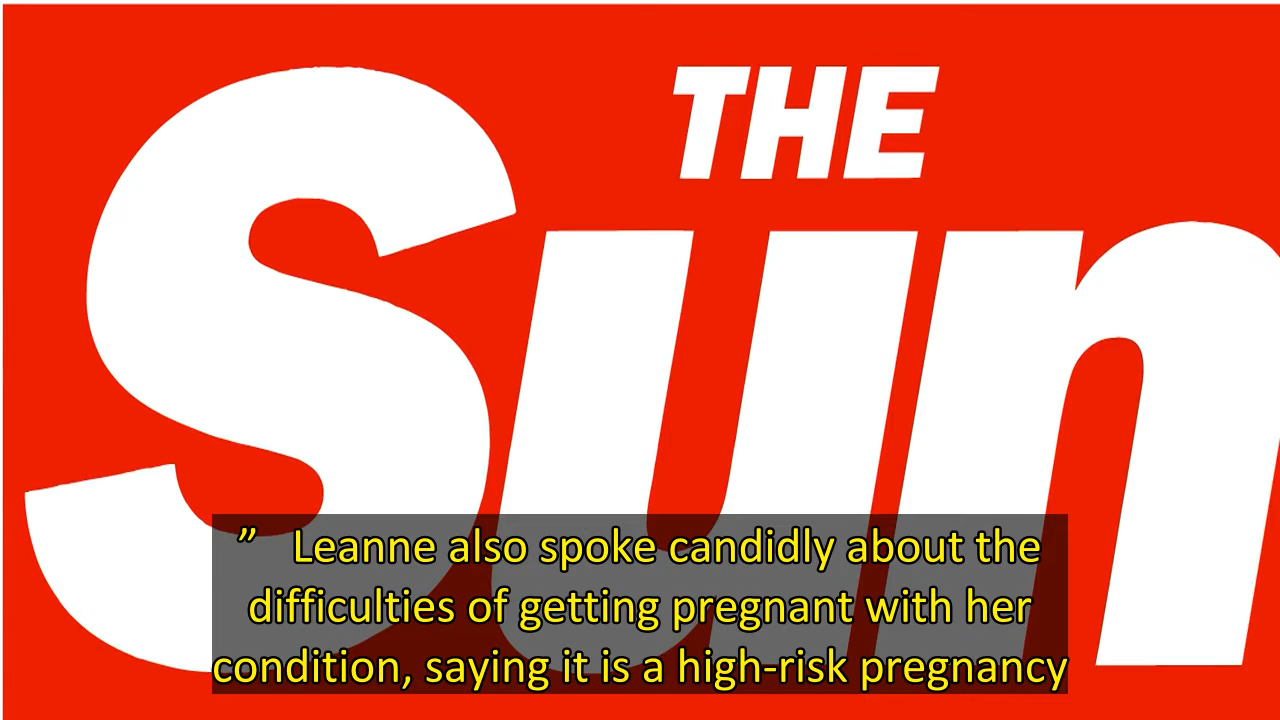 THE
Sun
” Leanne also spoke candidly about the
difficulties of getting pregnant with her
condition, saying it is a high-risk pregnancy